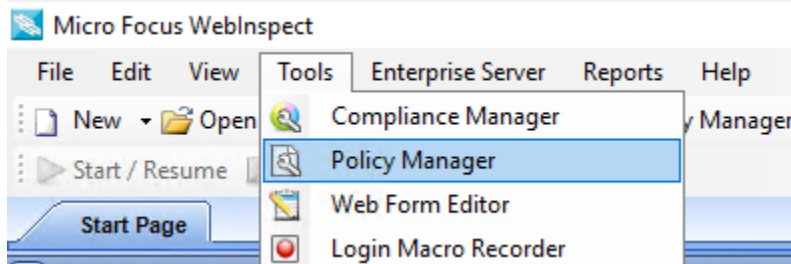 Micro Focus WebInspect
File Edit View Tools Enterprise Server Reports Help
New Open Compliance Manager y Manager
Start / Resume Policy Manager
Web Form Editor
Start Page
Login Macro Recorder